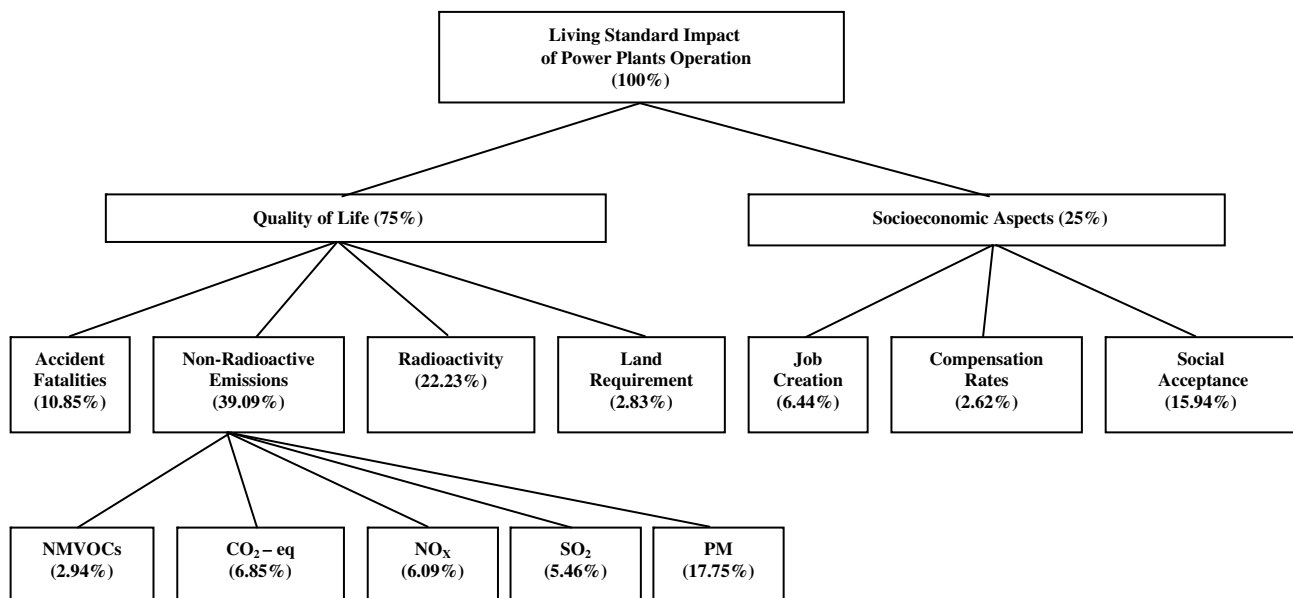 Living Standard Impact
of Power Plants Operation
(100%)
Quality of Life (75%)
Socioeconomic Aspects (25%)
Accident
Fatalities
(10.85%)
Non-Radioactive
Emissions
(39.09%)
Radioactivity
(22.23%)
Land
Requirement
(2.83%)
Job
Creation
(6.44%)
Compensation
Rates
(2.62%)
Social
Acceptance
(15.94%)
NMVOCs
(2.94%)
CO₂ – eq
(6.85%)
NOₓ
(6.09%)
SO₂
(5.46%)
PM
(17.75%)